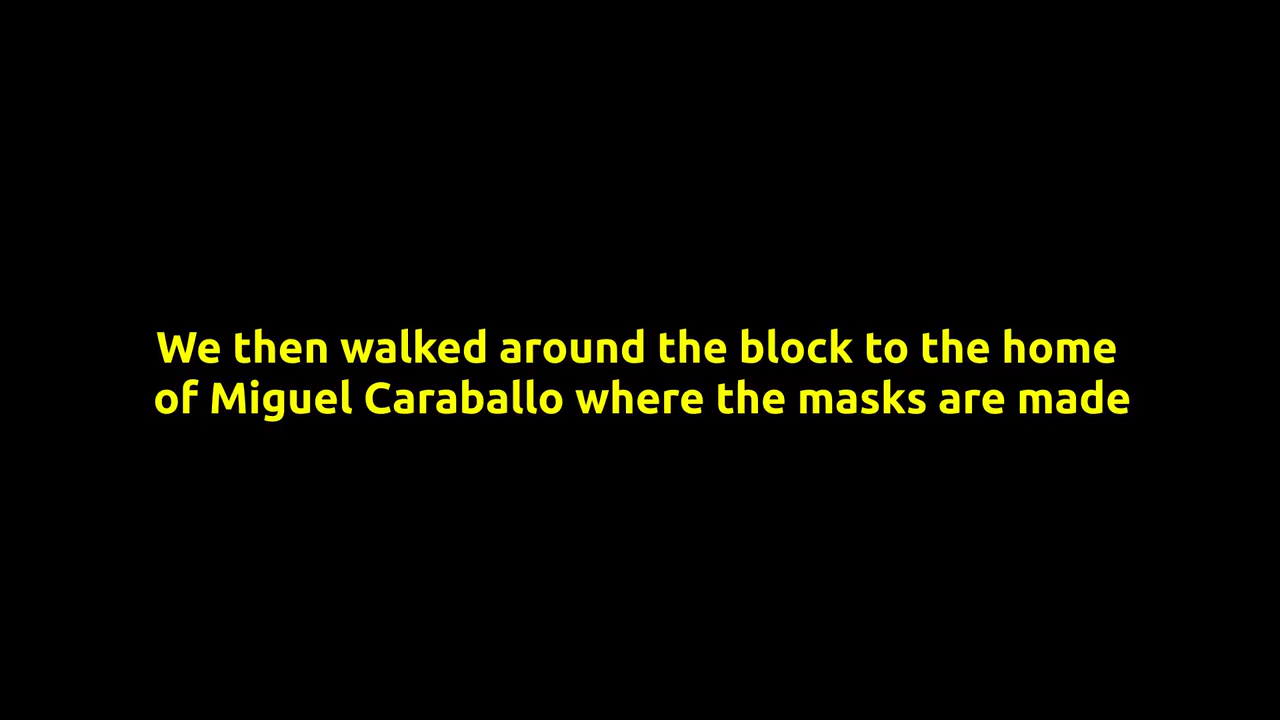 We then walked around the block to the home
of Miguel Caraballo where the masks are made